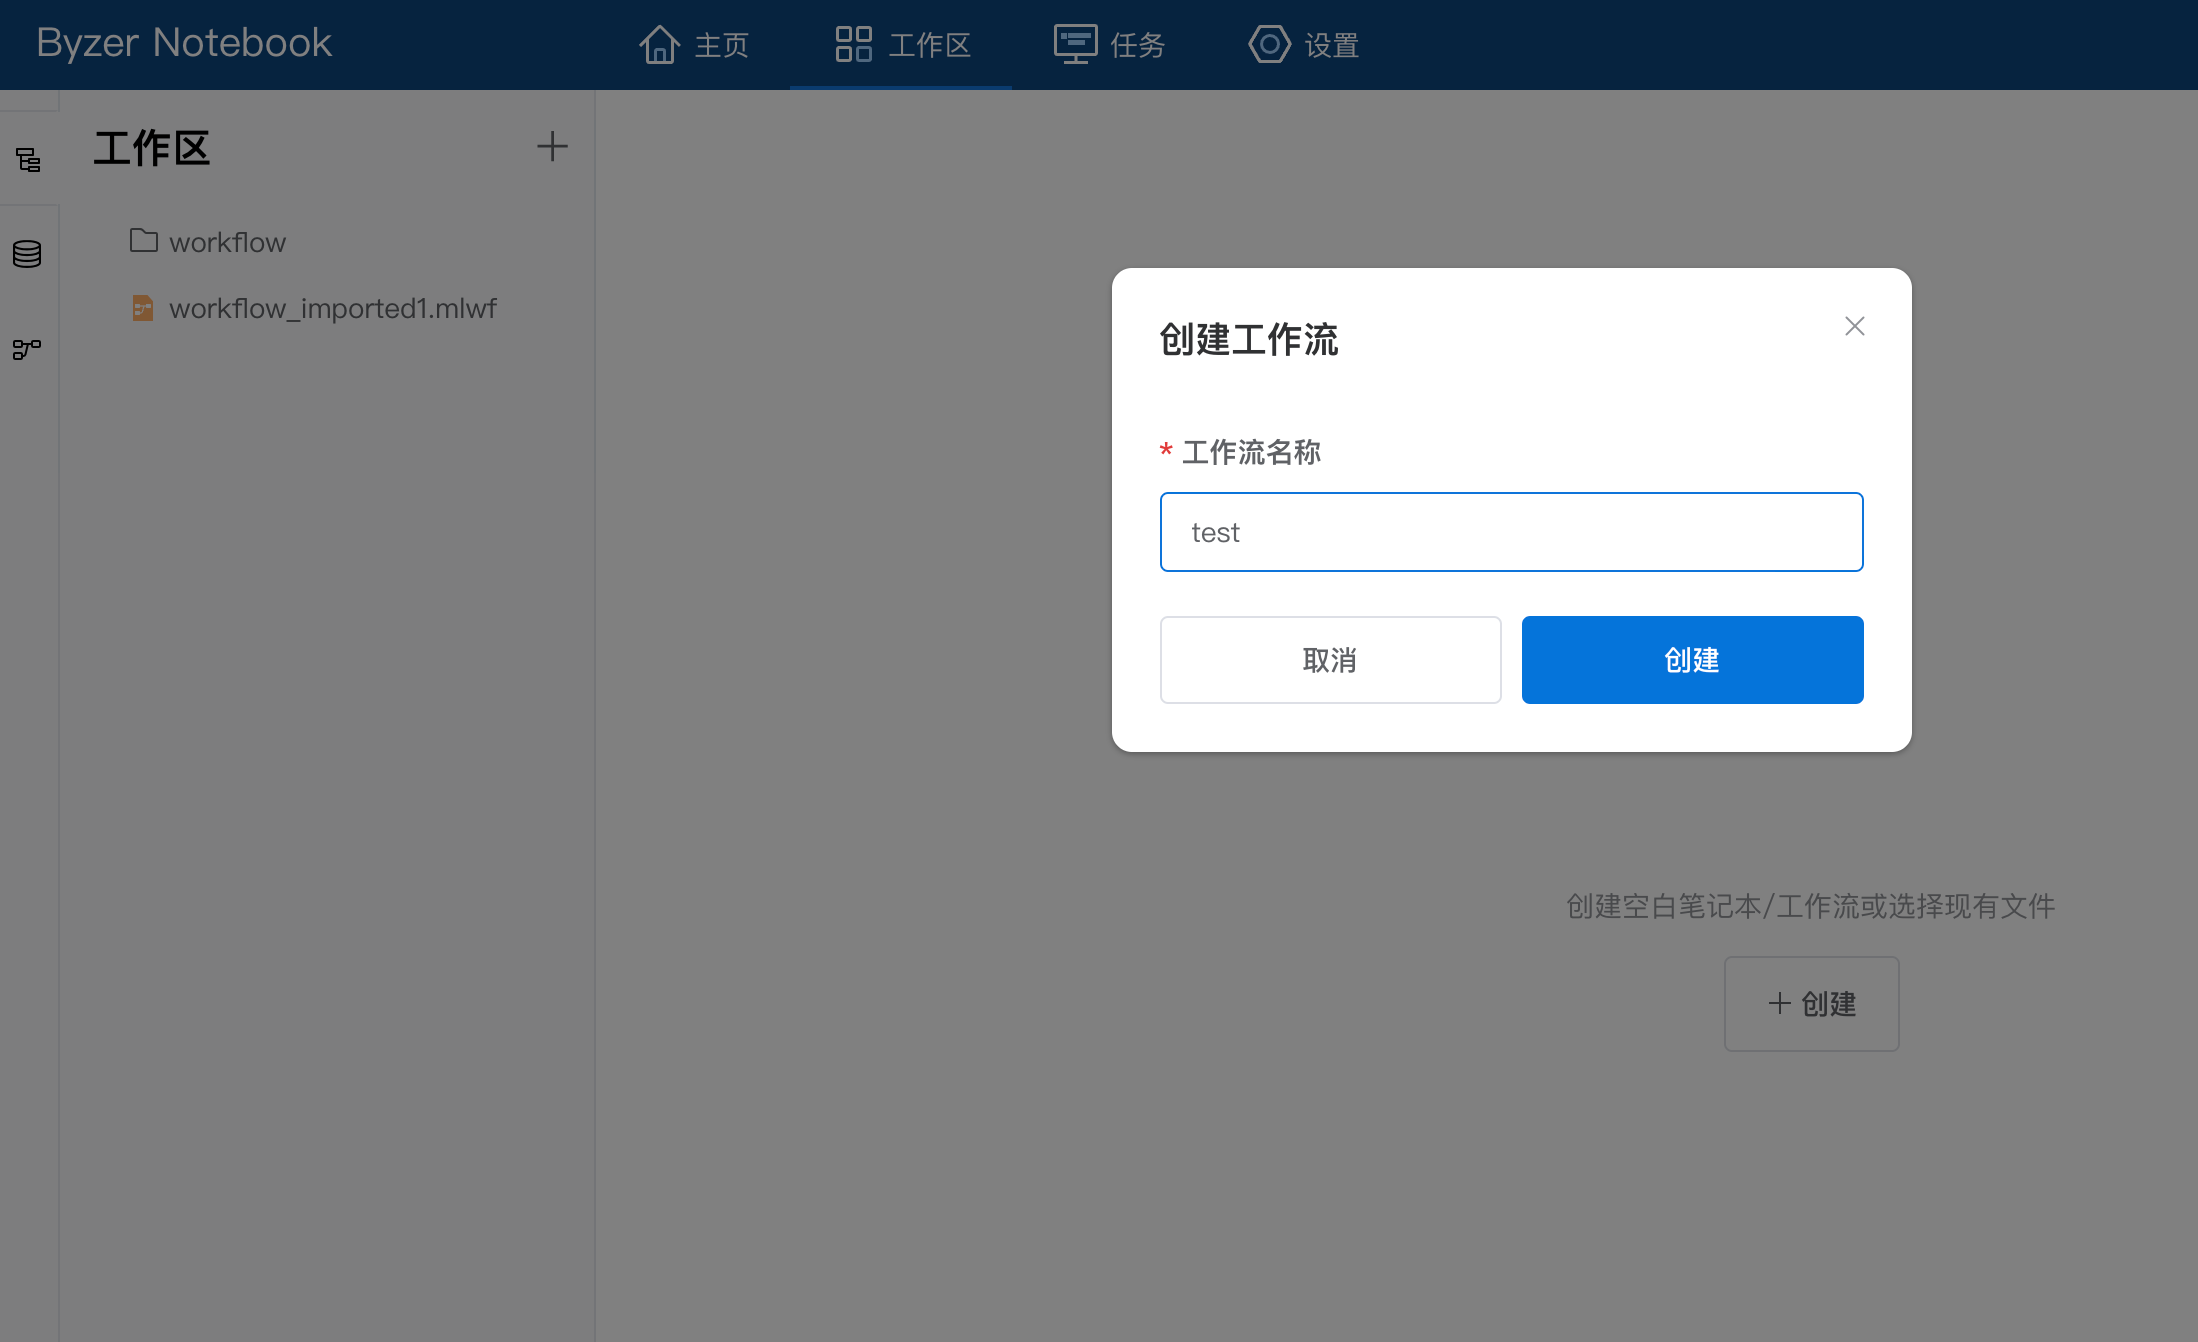 Byzer Notebook
主页
工作区
任务
设置
工作区
workflow
workflow_imported1.mlwf
创建工作流
* 工作流名称
test
取消
创建
创建空白笔记本/工作流或选择现有文件
创建